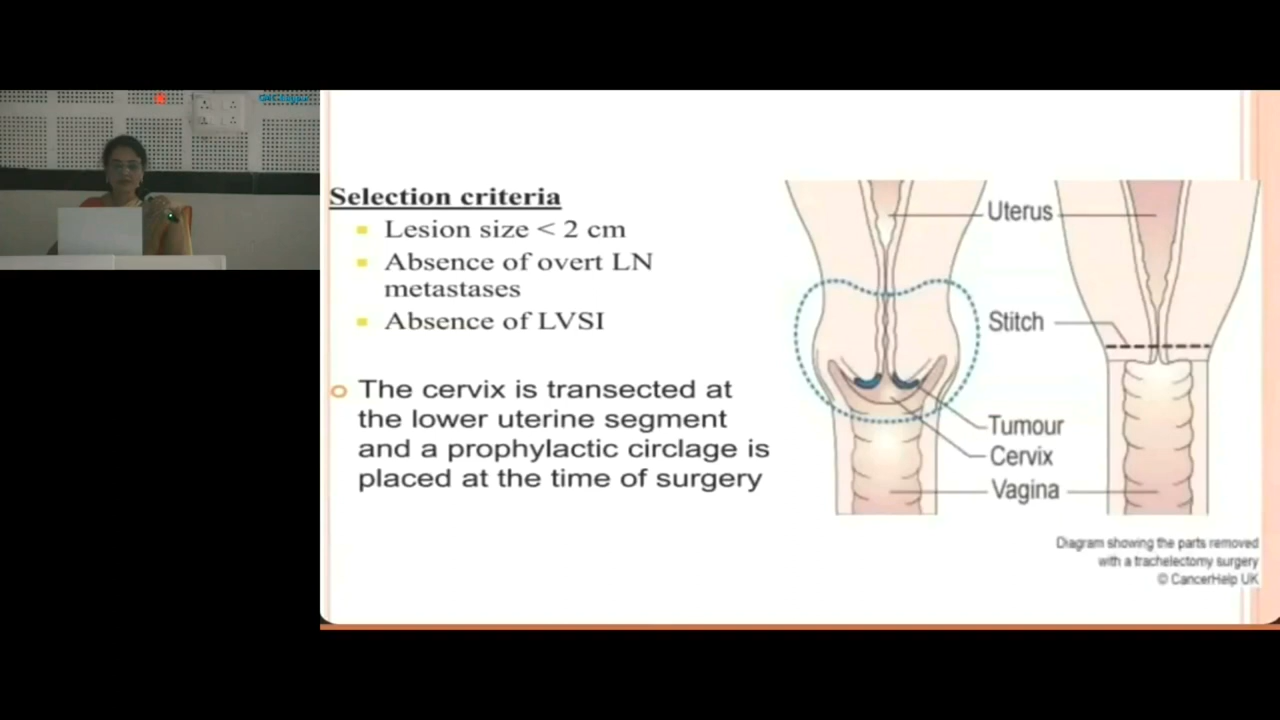 Selection criteria
Lesion size < 2 cm
Absence of overt LN
metastases
Absence of LVSI
The cervix is transected at
the lower uterine segment
and a prophylactic circlage is
placed at the time of surgery
Uterus
Stitch
Tumour
Cervix
Vagina
Diagram showing the parts removed
with a trachelectomy surgery
© CancerHelp UK